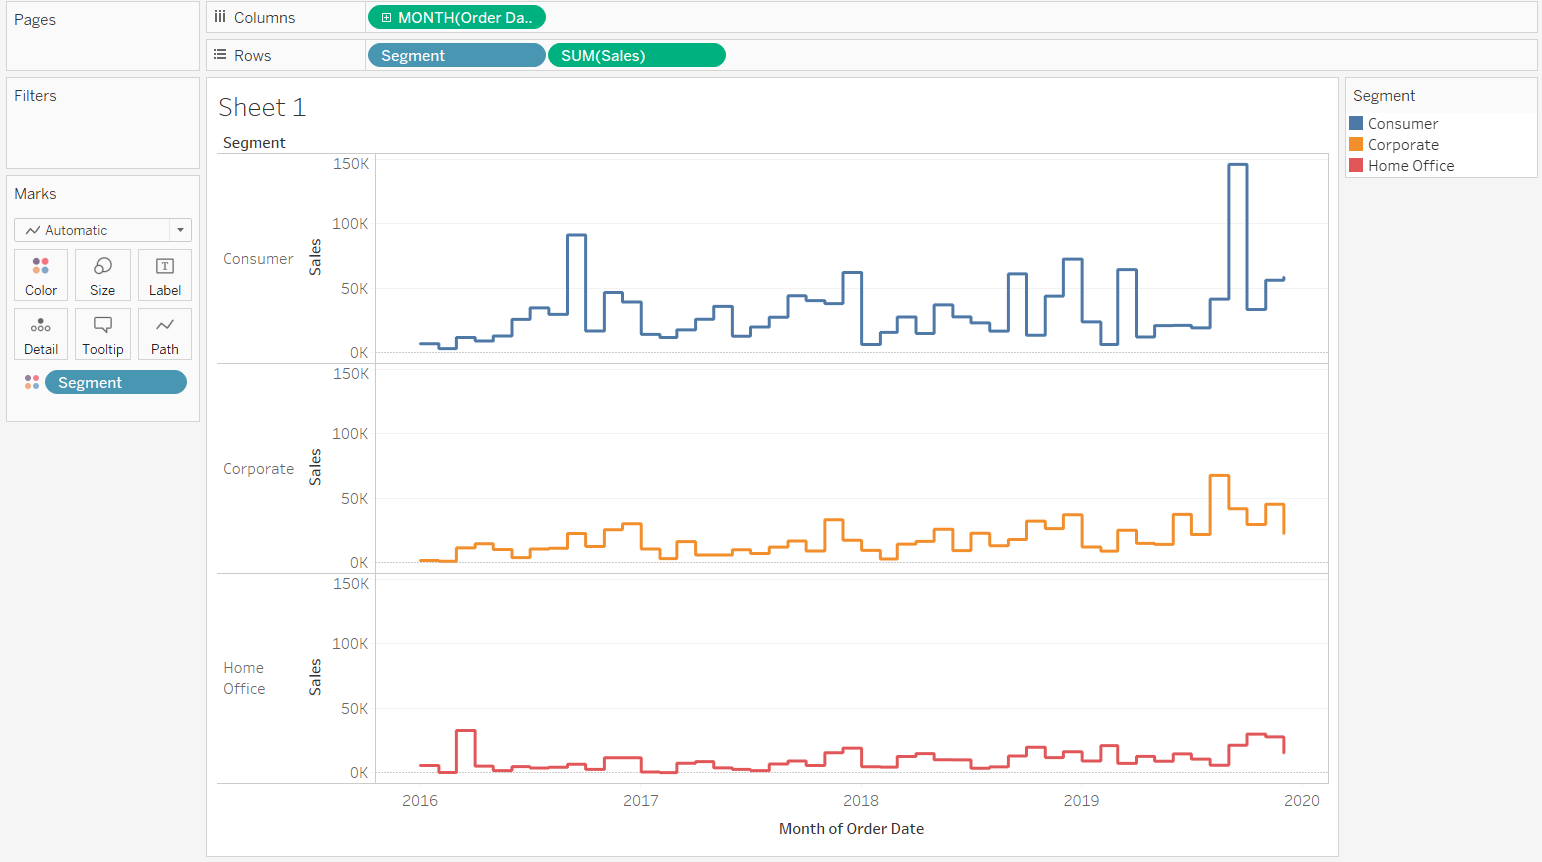 Pages
Columns
MONTH(Order Da..
Rows
Segment
SUM(Sales)
Filters
Marks
Automatic
Color
Size
Label
Detail
Tooltip
Path
Segment
Sheet 1
Segment
Consumer
Sales
150K
100K
50K
0K
Corporate
Sales
150K
100K
50K
0K
Home
Office
Sales
150K
100K
50K
0K
2016
2017
2018
2019
2020
Month of Order Date
Segment
Consumer
Corporate
Home Office